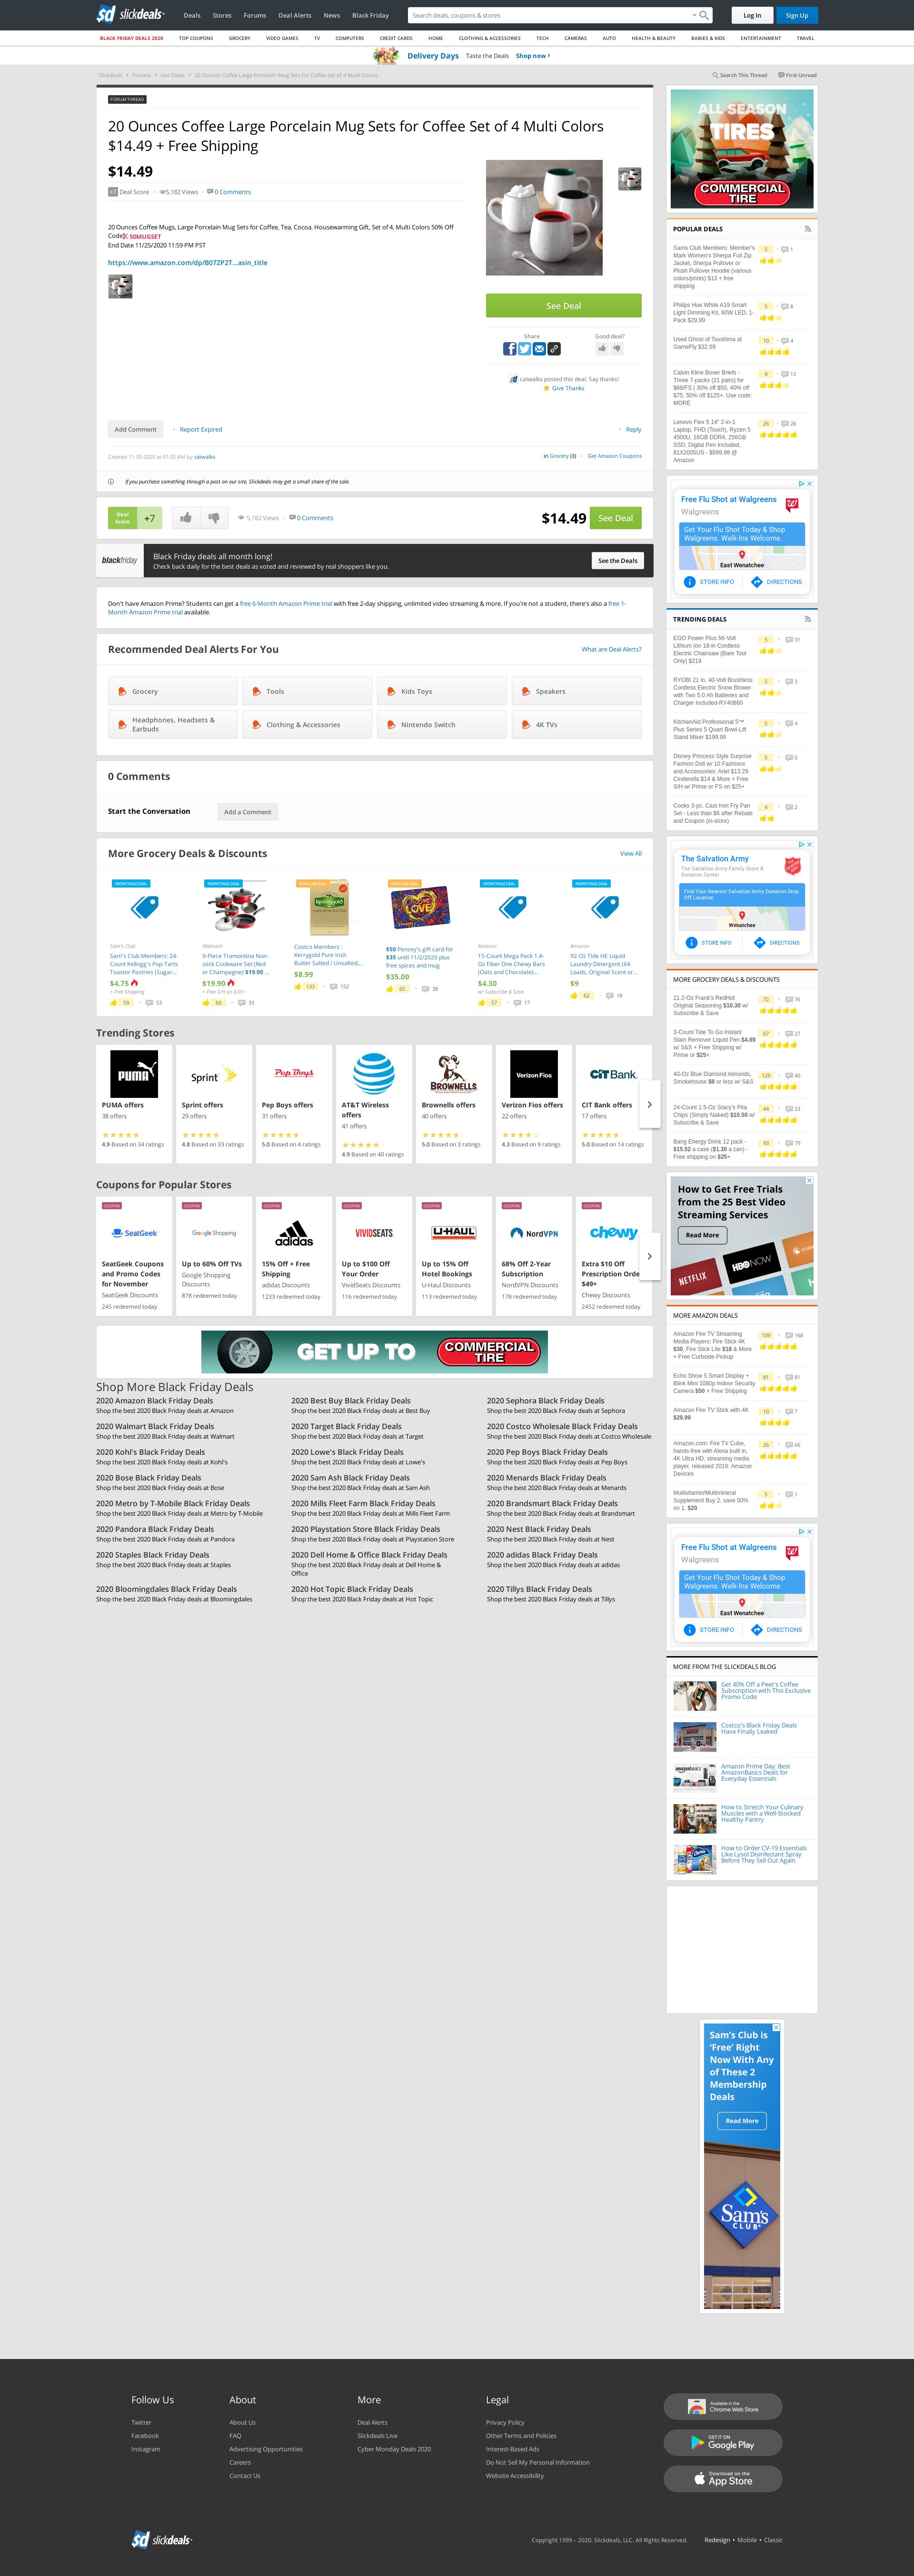 slickdeals
Deals Stores Forums Deal Alerts News Black Friday
Search deals, coupons & stores
Log In Sign Up
BLACK FRIDAY DEALS 2020 TOP COUPONS GROCERY VIDEO GAMES TV COMPUTERS CREDIT CARDS HOME CLOTHING & ACCESSORIES TECH CAMERAS AUTO HEALTH & BEAUTY BABIES & KIDS ENTERTAINMENT TRAVEL
Delivery Days Taste the Deals Shop now ›
Slickdeals › Forums › Hot Deals › 20 Ounces Coffee Large Porcelain Mug Sets for Coffee Set of 4 Multi Colors...
Search This Thread First Unread
FORUM THREAD
20 Ounces Coffee Large Porcelain Mug Sets for Coffee Set of 4 Multi Colors
$14.49 + Free Shipping
$14.49
+7 Deal Score 5,182 Views 0 Comments
20 Ounces Coffee Mugs, Large Porcelain Mug Sets for Coffee, Tea, Cocoa, Housewarming Gift, Set of 4, Multi Colors 50% Off
Code 50MUGSET
End Date 11/25/2020 11:59 PM PST
https://www.amazon.com/dp/B07ZP2T...asin_title
See Deal
Share Good deal?
catwalks posted this deal. Say thanks!
Give Thanks
Add Comment Report Expired Reply
Created 11-05-2020 at 01:32 AM by catwalks
in Grocery (3) Get Amazon Coupons
If you purchase something through a post on our site, Slickdeals may get a small share of the sale.
Deal Score +7 5,182 Views 0 Comments $14.49 See Deal
blackfriday
Black Friday deals all month long!
Check back daily for the best deals as voted and reviewed by real shoppers like you.
See the Deals
Don't have Amazon Prime? Students can get a free 6-Month Amazon Prime trial with free 2-day shipping, unlimited video streaming & more. If you're not a student, there's also a free 1-
Month Amazon Prime trial available.
Recommended Deal Alerts For You What are Deal Alerts?
Grocery Tools Kids Toys Speakers
Headphones, Headsets & Earbuds Clothing & Accessories Nintendo Switch 4K TVs
0 Comments
Start the Conversation Add a Comment
More Grocery Deals & Discounts View All
FRONTPAGE DEAL
Sam's Club
Sam's Club Members: 24-
Count Kellogg's Pop-Tarts
Toaster Pastries (Sugar...
$4.75
+ Free Shipping
59 53
FRONTPAGE DEAL
Walmart
9-Piece Tramontina Non-
stick Cookware Set (Red
or Champagne) $19.90 ...
$19.90
+ Free S/H on $35+
60 33
POPULAR DEAL
Costco Members :
Kerrygold Pure Irish
Butter Salted / Unsalted,...
$8.99
133 152
POPULAR DEAL
$50 Penzey's gift card for
$35 until 11/2/2020 plus
free spices and mug
$35.00
65 38
FRONTPAGE DEAL
Amazon
15-Count Mega Pack 1.4-
Oz Fiber One Chewy Bars
(Oats and Chocolate)...
$4.30
w/ Subscribe & Save
57 17
FRONTPAGE DEAL
Amazon
92-Oz Tide HE Liquid
Laundry Detergent (64
Loads, Original Scent or...
$9
62 18
Trending Stores
PUMA offers
38 offers
4.9 Based on 34 ratings
Sprint offers
29 offers
4.8 Based on 33 ratings
Pep Boys offers
31 offers
5.0 Based on 4 ratings
AT&T Wireless
offers
41 offers
4.9 Based on 40 ratings
Brownells offers
40 offers
5.0 Based on 3 ratings
Verizon Fios offers
22 offers
4.3 Based on 9 ratings
CIT Bank offers
17 offers
5.0 Based on 14 ratings
Coupons for Popular Stores
COUPON
SeatGeek
SeatGeek Coupons
and Promo Codes
for November
SeatGeek Discounts
245 redeemed today
COUPON
Google Shopping
Up to 60% Off TVs
Google Shopping
Discounts
878 redeemed today
COUPON
adidas
15% Off + Free
Shipping
adidas Discounts
1233 redeemed today
COUPON
VIVIDSEATS.
Up to $100 Off
Your Order
VividSeats Discounts
116 redeemed today
COUPON
U-HAUL
Up to 15% Off
Hotel Bookings
U-Haul Discounts
113 redeemed today
COUPON
NordVPN
68% Off 2-Year
Subscription
NordVPN Discounts
178 redeemed today
COUPON
chewy
Extra $10 Off
Prescription Orde
$49+
Chewy Discounts
2452 redeemed today
GET UP TO COMMERCIAL TIRE
Shop More Black Friday Deals
2020 Amazon Black Friday Deals
Shop the best 2020 Black Friday deals at Amazon
2020 Best Buy Black Friday Deals
Shop the best 2020 Black Friday deals at Best Buy
2020 Sephora Black Friday Deals
Shop the best 2020 Black Friday deals at Sephora
2020 Walmart Black Friday Deals
Shop the best 2020 Black Friday deals at Walmart
2020 Target Black Friday Deals
Shop the best 2020 Black Friday deals at Target
2020 Costco Wholesale Black Friday Deals
Shop the best 2020 Black Friday deals at Costco Wholesale
2020 Kohl's Black Friday Deals
Shop the best 2020 Black Friday deals at Kohl's
2020 Lowe's Black Friday Deals
Shop the best 2020 Black Friday deals at Lowe's
2020 Pep Boys Black Friday Deals
Shop the best 2020 Black Friday deals at Pep Boys
2020 Bose Black Friday Deals
Shop the best 2020 Black Friday deals at Bose
2020 Sam Ash Black Friday Deals
Shop the best 2020 Black Friday deals at Sam Ash
2020 Menards Black Friday Deals
Shop the best 2020 Black Friday deals at Menards
2020 Metro by T-Mobile Black Friday Deals
Shop the best 2020 Black Friday deals at Metro by T-Mobile
2020 Mills Fleet Farm Black Friday Deals
Shop the best 2020 Black Friday deals at Mills Fleet Farm
2020 Brandsmart Black Friday Deals
Shop the best 2020 Black Friday deals at Brandsmart
2020 Pandora Black Friday Deals
Shop the best 2020 Black Friday deals at Pandora
2020 Playstation Store Black Friday Deals
Shop the best 2020 Black Friday deals at Playstation Store
2020 Nest Black Friday Deals
Shop the best 2020 Black Friday deals at Nest
2020 Staples Black Friday Deals
Shop the best 2020 Black Friday deals at Staples
2020 Dell Home & Office Black Friday Deals
Shop the best 2020 Black Friday deals at Dell Home &
Office
2020 adidas Black Friday Deals
Shop the best 2020 Black Friday deals at adidas
2020 Bloomingdales Black Friday Deals
Shop the best 2020 Black Friday deals at Bloomingdales
2020 Hot Topic Black Friday Deals
Shop the best 2020 Black Friday deals at Hot Topic
2020 Tillys Black Friday Deals
Shop the best 2020 Black Friday deals at Tillys
ALL SEASON
TIRES
COMMERCIAL TIRE
POPULAR DEALS
Sams Club Members: Member's
Mark Women's Sherpa Full Zip
Jacket, Sherpa Pullover or
Plush Pullover Hoodie (various
colors/prints) $13 + free
shipping
5 1
Philips Hue White A19 Smart
Light Dimming Kit, 60W LED, 1-
Pack $29.99
5 8
Used Ghost of Tsushima at
GameFly $32.99
10 4
Calvin Kline Boxer Briefs -
Three 7-packs (21 pairs) for
$69/FS | 30% off $50, 40% off
$75, 50% off $125+. Use code:
MORE
9 13
Lenovo Flex 5 14" 2-in-1
Laptop, FHD (Touch), Ryzen 5
4500U, 16GB DDR4, 256GB
SSD, Digital Pen Included,
81X2005US - $599.99 @
Amazon
26 28
Free Flu Shot at Walgreens
Walgreens
Get Your Flu Shot Today & Shop
Walgreens. Walk-Ins Welcome.
East Wenatchee
STORE INFO DIRECTIONS
TRENDING DEALS
EGO Power Plus 56-Volt
Lithium Ion 18-in Cordless
Electric Chainsaw (Bare Tool
Only) $219
5 31
RYOBI 21 in. 40-Volt Brushless
Cordless Electric Snow Blower
with Two 5.0 Ah Batteries and
Charger Included-RY40860
5 3
KitchenAid Professional 5™
Plus Series 5 Quart Bowl-Lift
Stand Mixer $199.99
5 4
Disney Princess Style Surprise
Fashion Doll w/ 10 Fashions
and Accessories: Ariel $13.29
Cinderella $14 & More + Free
S/H w/ Prime or FS on $25+
5 0
Cooks 3-pc. Cast Iron Fry Pan
Set - Less than $6 after Rebate
and Coupon (in-store)
4 2
The Salvation Army
The Salvation Army Family Store &
Donation Center
Find Your Nearest Salvation Army Donation Drop
Off Location
Wenatchee
STORE INFO DIRECTIONS
MORE GROCERY DEALS & DISCOUNTS
21.2-Oz Frank's RedHot
Original Seasoning $10.30 w/
Subscribe & Save
72 76
3-Count Tide To Go Instant
Stain Remover Liquid Pen $4.89
w/ S&S + Free Shipping w/
Prime or $25+
67 27
40-Oz Blue Diamond Almonds,
Smokehouse $8 or less w/ S&S
129 40
24-Count 1.5-Oz Stacy's Pita
Chips (Simply Naked) $10.50 w/
Subscribe & Save
44 23
Bang Energy Drink 12 pack -
$15.52 a case ($1.30 a can) -
Free shipping on $25+
93 79
How to Get Free Trials
from the 25 Best Video
Streaming Services
Read More
NETFLIX HBO NOW
MORE AMAZON DEALS
Amazon Fire TV Streaming
Media Players: Fire Stick 4K
$30, Fire Stick Lite $18 & More
+ Free Curbside Pickup
109 168
Echo Show 5 Smart Display +
Blink Mini 1080p Indoor Security
Camera $50 + Free Shipping
81 81
Amazon Fire TV Stick with 4K
$29.99
10 7
Amazon.com: Fire TV Cube,
hands-free with Alexa built in,
4K Ultra HD, streaming media
player, released 2019: Amazon
Devices
26 66
Multivitamin/Multimineral
Supplement Buy 2, save 50%
on 1. $20
5 1
Free Flu Shot at Walgreens
Walgreens
Get Your Flu Shot Today & Shop
Walgreens. Walk-Ins Welcome.
East Wenatchee
STORE INFO DIRECTIONS
MORE FROM THE SLICKDEALS BLOG
Get 40% Off a Peet's Coffee
Subscription with This Exclusive
Promo Code
Costco's Black Friday Deals
Have Finally Leaked
Amazon Prime Day: Best
AmazonBasics Deals for
Everyday Essentials
How to Stretch Your Culinary
Muscles with a Well-Stocked
Healthy Pantry
How to Order CV-19 Essentials
Like Lysol Disinfectant Spray
Before They Sell Out Again
Sam's Club is
'Free' Right
Now With Any
of These 2
Membership
Deals
Read More
Sam's
CLUB
Follow Us
Twitter
Facebook
Instagram
About
About Us
FAQ
Advertising Opportunities
Careers
Contact Us
More
Deal Alerts
Slickdeals Live
Cyber Monday Deals 2020
Legal
Privacy Policy
Other Terms and Policies
Interest-Based Ads
Do Not Sell My Personal Information
Website Accessibility
Available in the
Chrome Web Store
GET IT ON
Google Play
Download on the
App Store
slickdeals
Copyright 1999 – 2020. Slickdeals, LLC. All Rights Reserved. Redesign • Mobile • Classic